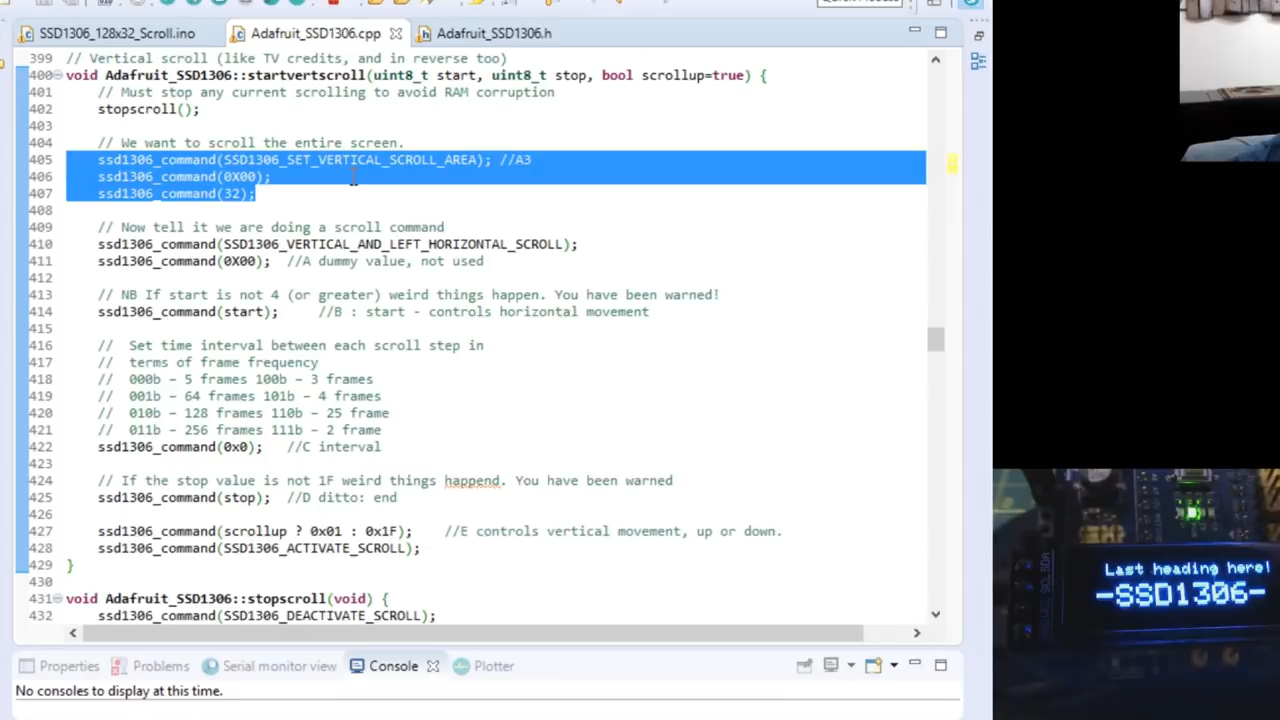 SSD1306_128x32_Scroll.ino
Adafruit_SSD1306.cpp
Adafruit_SSD1306.h
399 // Vertical scroll (like TV credits, and in reverse too)
400 void Adafruit_SSD1306::startvertscroll(uint8_t start, uint8_t stop, bool scrollup=true) {
401 // Must stop any current scrolling to avoid RAM corruption
402 stopscroll();
403
404 // We want to scroll the entire screen.
405 ssd1306_command(SSD1306_SET_VERTICAL_SCROLL_AREA); //A3
406 ssd1306_command(0X00);
407 ssd1306_command(32);
408
409 // Now tell it we are doing a scroll command
410 ssd1306_command(SSD1306_VERTICAL_AND_LEFT_HORIZONTAL_SCROLL);
411 ssd1306_command(0X00); //A dummy value, not used
412
413 // NB If start is not 4 (or greater) weird things happen. You have been warned!
414 ssd1306_command(start); //B : start - controls horizontal movement
415
416 // Set time interval between each scroll step in
417 // terms of frame frequency
418 // 000b – 5 frames 100b – 3 frames
419 // 001b – 64 frames 101b – 4 frames
420 // 010b – 128 frames 110b – 25 frame
421 // 011b – 256 frames 111b – 2 frame
422 ssd1306_command(0x0); //C interval
423
424 // If the stop value is not 1F weird things happend. You have been warned
425 ssd1306_command(stop); //D ditto: end
426
427 ssd1306_command(scrollup ? 0x01 : 0x1F); //E controls vertical movement, up or down.
428 ssd1306_command(SSD1306_ACTIVATE_SCROLL);
429 }
430
431 void Adafruit_SSD1306::stopscroll(void) {
432 ssd1306_command(SSD1306_DEACTIVATE_SCROLL);
Properties
Problems
Serial monitor view
Console
Plotter
No consoles to display at this time.
Last heading here!
-SSD1306-